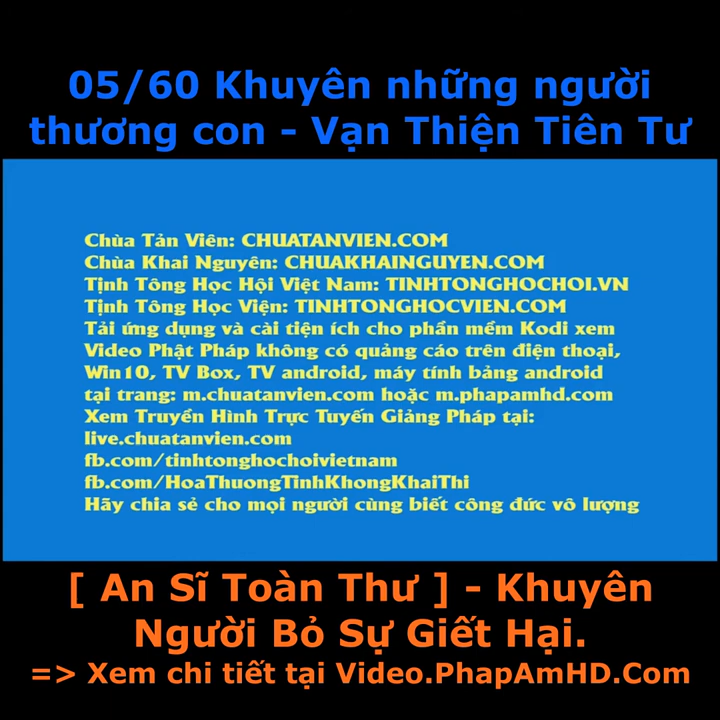 05/60 Khuyên những người
thương con - Vạn Thiện Tiên Tư
Chùa Tản Viên: CHUATANVIEN.COM
Chùa Khai Nguyên: CHUAKHAINGUYEN.COM
Tịnh Tông Học Hội Việt Nam: TINHTONGHOCHOI.VN
Tịnh Tông Học Viện: TINHTONGHOCVIEN.COM
Tải ứng dụng và cài tiện ích cho phần mềm Kodi xem
Video Phật Pháp không có quảng cáo trên điện thoại,
Win10, TV Box, TV android, máy tính bảng android
tại trang: m.chuatanvien.com hoặc m.phapamhd.com
Xem Truyền Hình Trực Tuyến Giảng Pháp tại:
live.chuatanvien.com
fb.com/tinhtonghochoivietnam
fb.com/HoaThuongTinhKhongKhaiThi
Hãy chia sẻ cho mọi người cùng biết công đức vô lượng
[ An Sĩ Toàn Thư ] - Khuyên
Người Bỏ Sự Giết Hại.
=> Xem chi tiết tại Video.PhapAmHD.Com